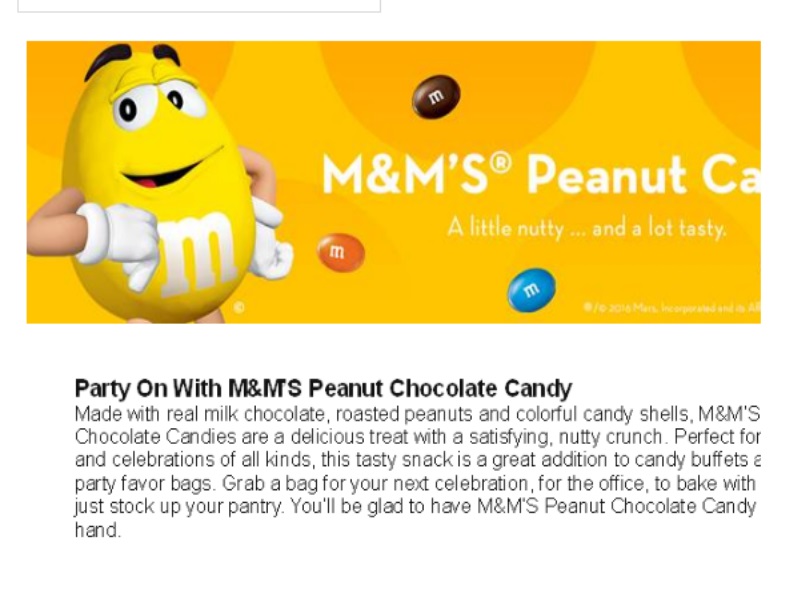 m
m
m
m
M&M'S® Peanut Ca
A little nutty ... and a lot tasty.
©
®/© 2016 Mars, Incorporated and its Aff
Party On With M&M'S Peanut Chocolate Candy
Made with real milk chocolate, roasted peanuts and colorful candy shells, M&M'S
Chocolate Candies are a delicious treat with a satisfying, nutty crunch. Perfect for
and celebrations of all kinds, this tasty snack is a great addition to candy buffets a
party favor bags. Grab a bag for your next celebration, for the office, to bake with
just stock up your pantry. You'll be glad to have M&M'S Peanut Chocolate Candy
hand.